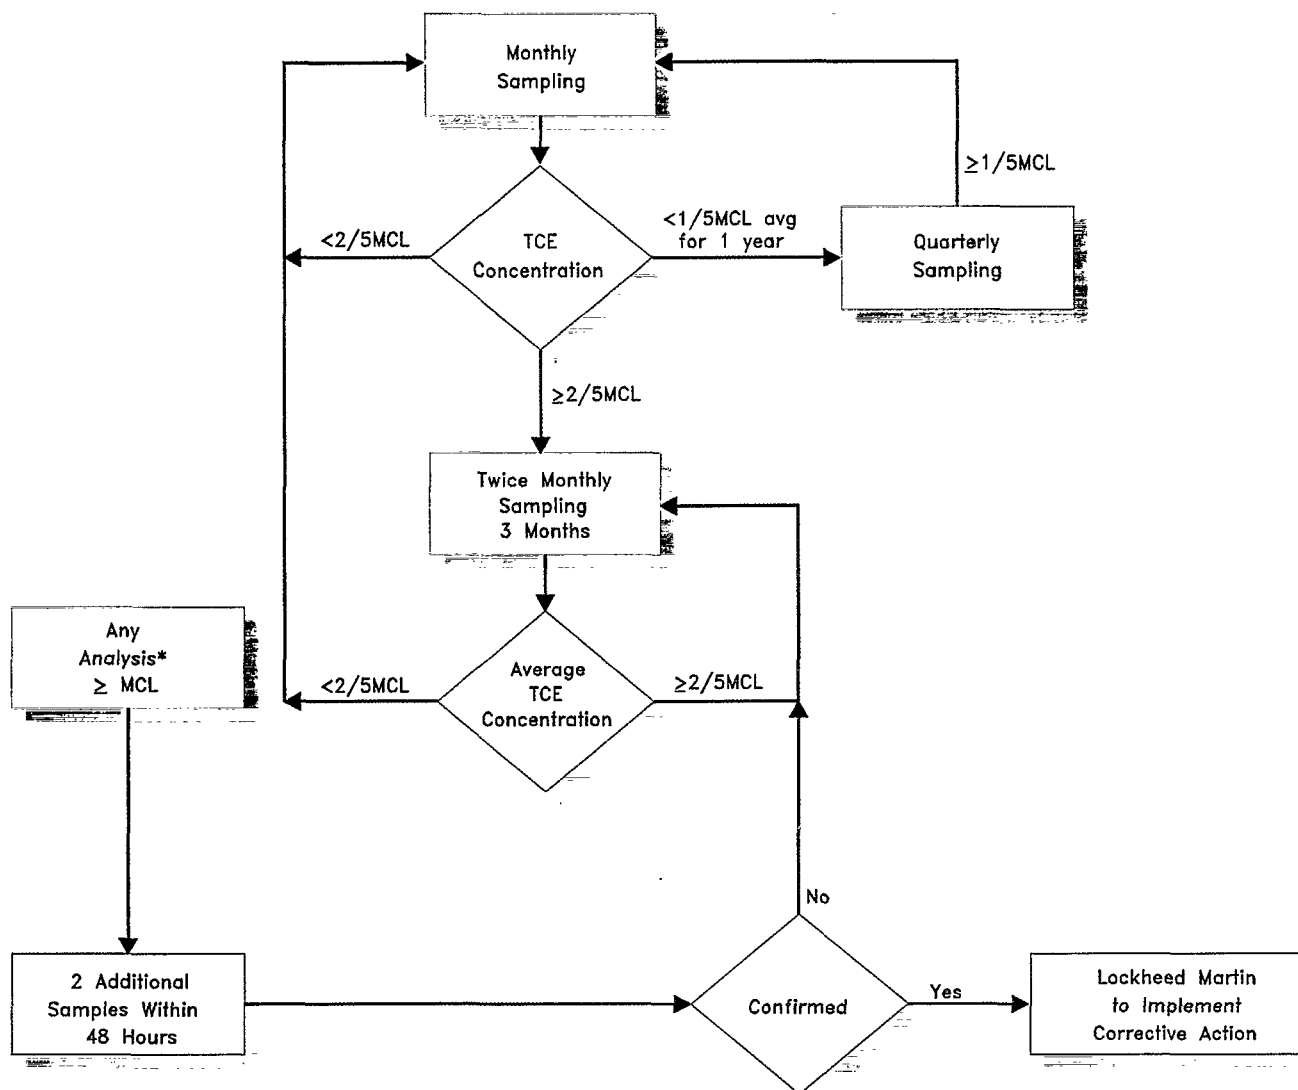 Monthly
Sampling
≥1/5MCL
<2/5MCL
TCE
Concentration
<1/5MCL avg
for 1 year
Quarterly
Sampling
≥2/5MCL
Twice Monthly
Sampling
3 Months
Any
Analysis*
≥ MCL
<2/5MCL
Average
TCE
Concentration
≥2/5MCL
No
2 Additional
Samples Within
48 Hours
Confirmed
Yes
Lockheed Martin
to Implement
Corrective Action